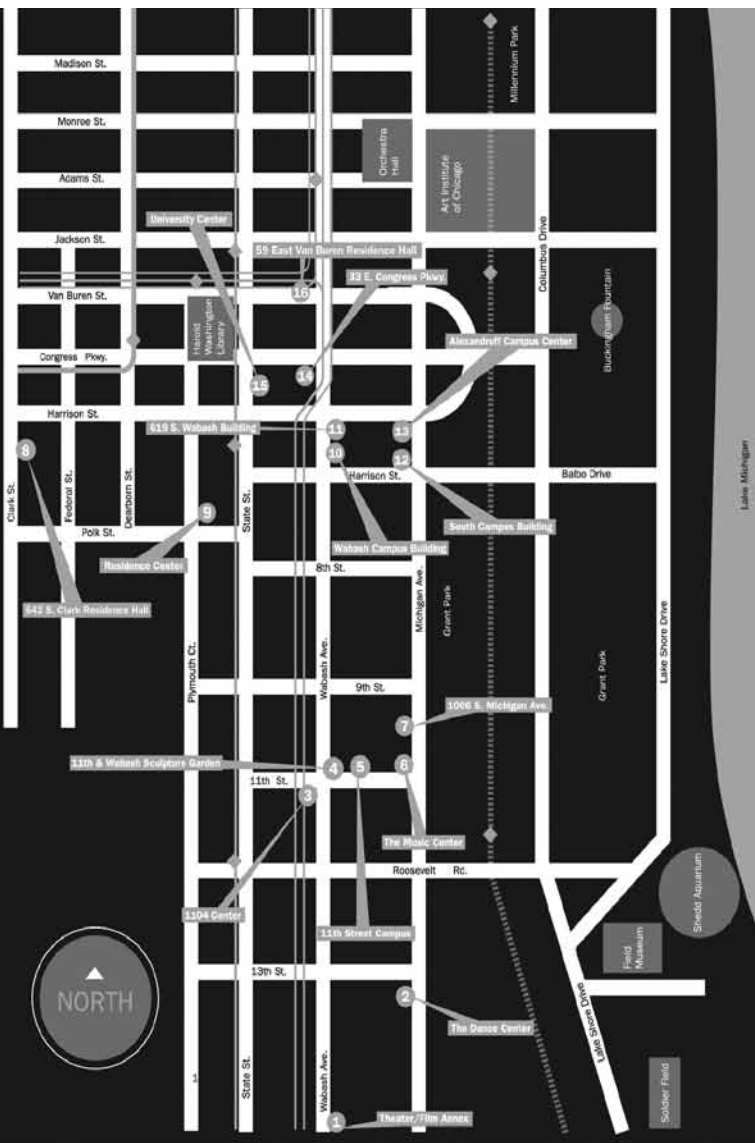 Madison St.
Millennium Park
Monroe St.
Orchestra
Hall
Art Institute
of Chicago
Adams St.
University Center
Jackson St.
59 East Van Buren Residence Hall
33 E. Congress Pkwy.
Columbus Drive
16
Van Buren St.
Harold
Washington
Library
Buckingham Fountain
Alexandroff Campus Center
Congress Pkwy.
14
15
Harrison St.
619 S. Wabash Building
11
13
8
10
12
Clark St.
Federal St.
Dearborn St.
State St.
Harrison St.
Balbo Drive
Lake Michigan
9
South Campus Building
Polk St.
Wabash Campus Building
Residence Center
8th St.
642 S. Clark Residence Hall
Michigan Ave.
Grant Park
Plymouth Ct.
Wabash Ave.
Lake Shore Drive
9th St.
Grant Park
1006 S. Michigan Ave.
7
11th & Wabash Sculpture Garden
4
5
6
11th St.
3
The Music Center
Roosevelt Rd.
Shedd Aquarium
1104 Center
11th Street Campus
Field
Museum
13th St.
NORTH
2
The Dance Center
Lake Shore Drive
1
State St.
Wabash Ave.
Soldier Field
1
Theater/Film Annex